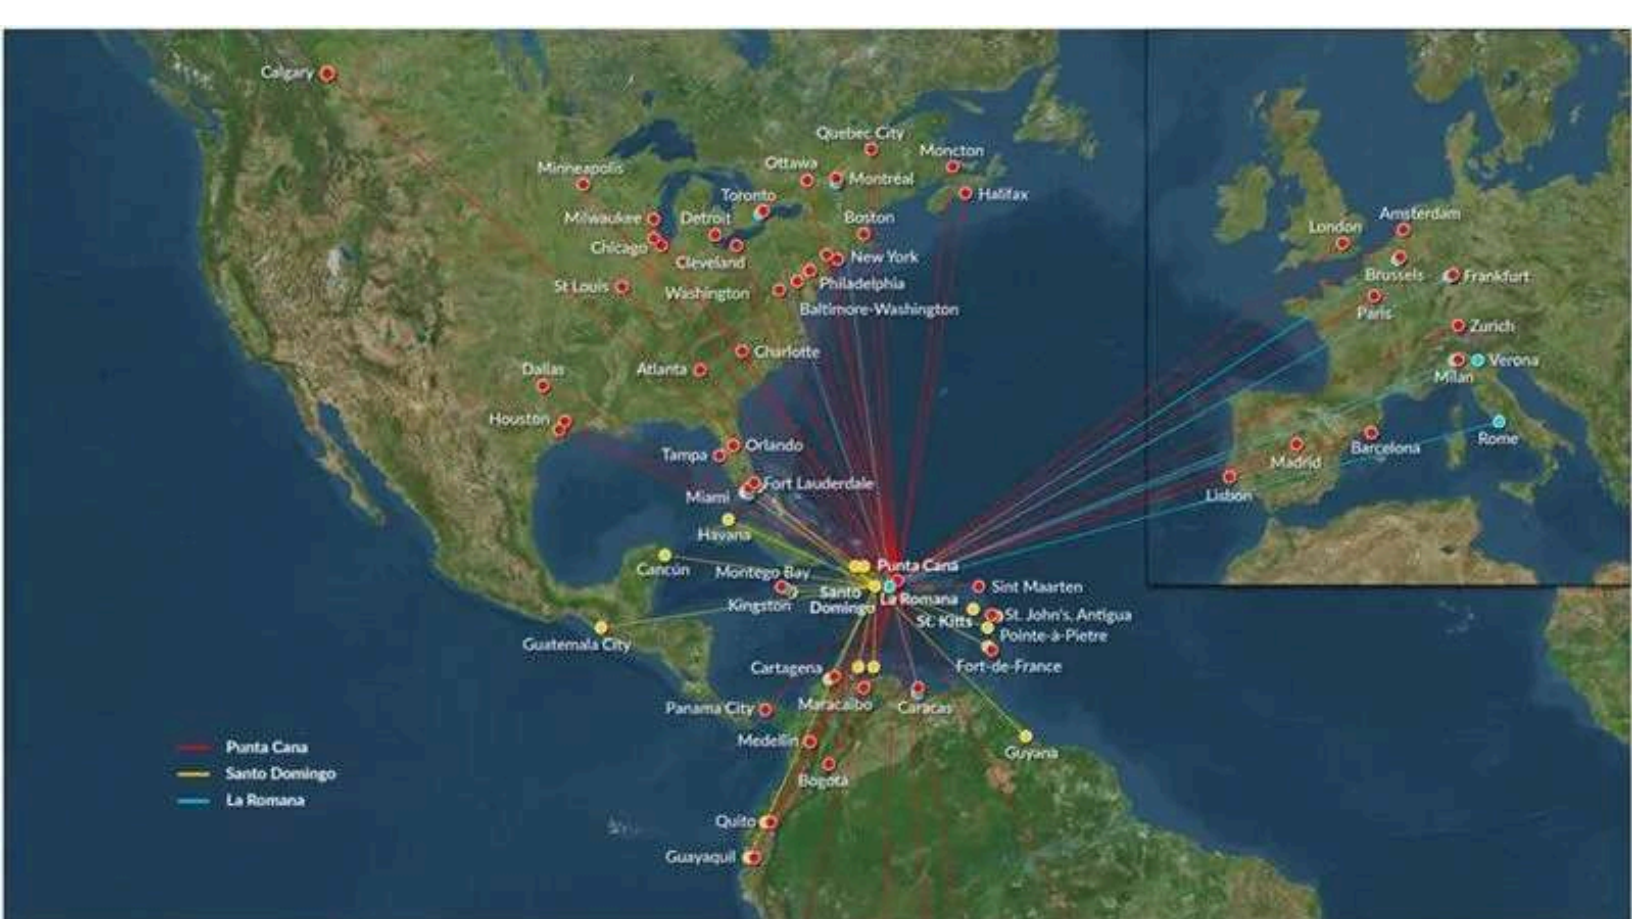 Calgary
Quebec City
Moncton
Ottawa
Montréal
Minneapolis
Toronto
Halifax
Milwaukee
Detroit
Boston
Chicago
Cleveland
New York
St Louis
Washington
Philadelphia
Baltimore-Washington
Charlotte
Atlanta
Dallas
Houston
Orlando
Tampa
Fort Lauderdale
Miami
Havana
Cancún
Montego Bay
Kingston
Punta Cana
Santo
Domingo
La Romana
Sint Maarten
St. Kitts
St. John's, Antigua
Pointe-à-Pietre
Fort-de-France
Guatemala City
Cartagena
Maracaibo
Caracas
Panama City
Medellín
Bogotá
Guyana
Quito
Guayaquil
London
Amsterdam
Brussels
Frankfurt
Paris
Zurich
Milan
Verona
Rome
Barcelona
Madrid
Lisbon
Punta Cana
Santo Domingo
La Romana